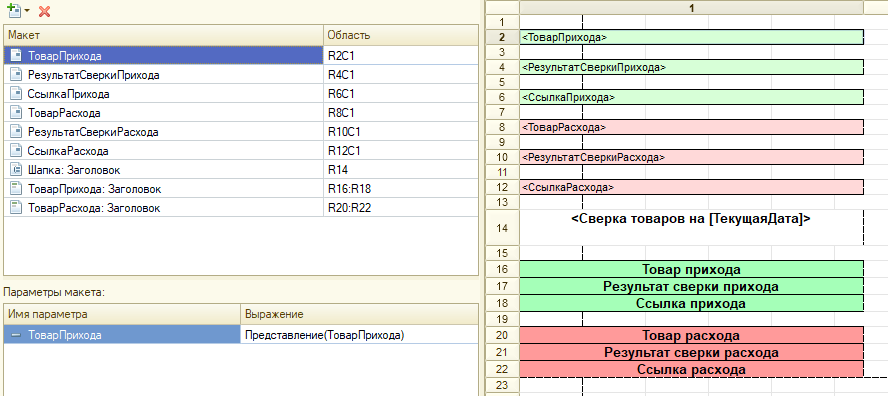 Макет Область
ТоварПрихода R2C1
РезультатСверкиПрихода R4C1
СсылкаПрихода R6C1
ТоварРасхода R8C1
РезультатСверкиРасхода R10C1
СсылкаРасхода R12C1
Шапка: Заголовок R14
ТоварПрихода: Заголовок R16:R18
ТоварРасхода: Заголовок R20:R22
Параметры макета:
Имя параметра Выражение
ТоварПрихода Представление(ТоварПрихода)
1
1
2 <ТоварПрихода>
3
4 <РезультатСверкиПрихода>
5
6 <СсылкаПрихода>
7
8 <ТоварРасхода>
9
10 <РезультатСверкиРасхода>
11
12 <СсылкаРасхода>
13
14 <Сверка товаров на [ТекущаяДата]>
15
16 Товар прихода
17 Результат сверки прихода
18 Ссылка прихода
19
20 Товар расхода
21 Результат сверки расхода
22 Ссылка расхода
23